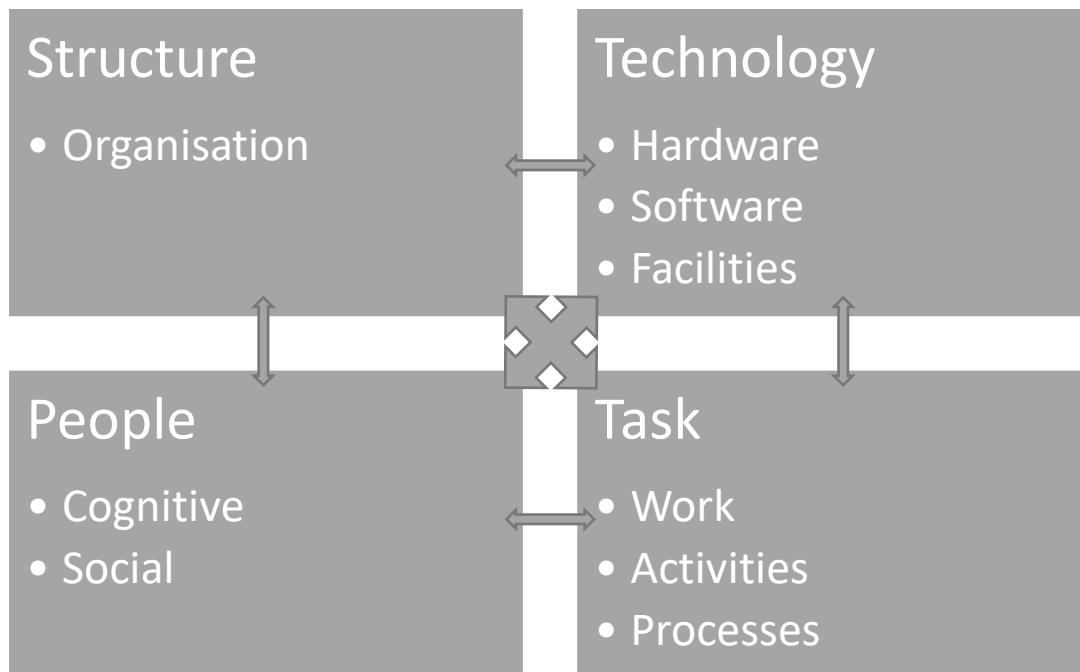 Structure
• Organisation
Technology
• Hardware
• Software
• Facilities
People
• Cognitive
• Social
Task
• Work
• Activities
• Processes